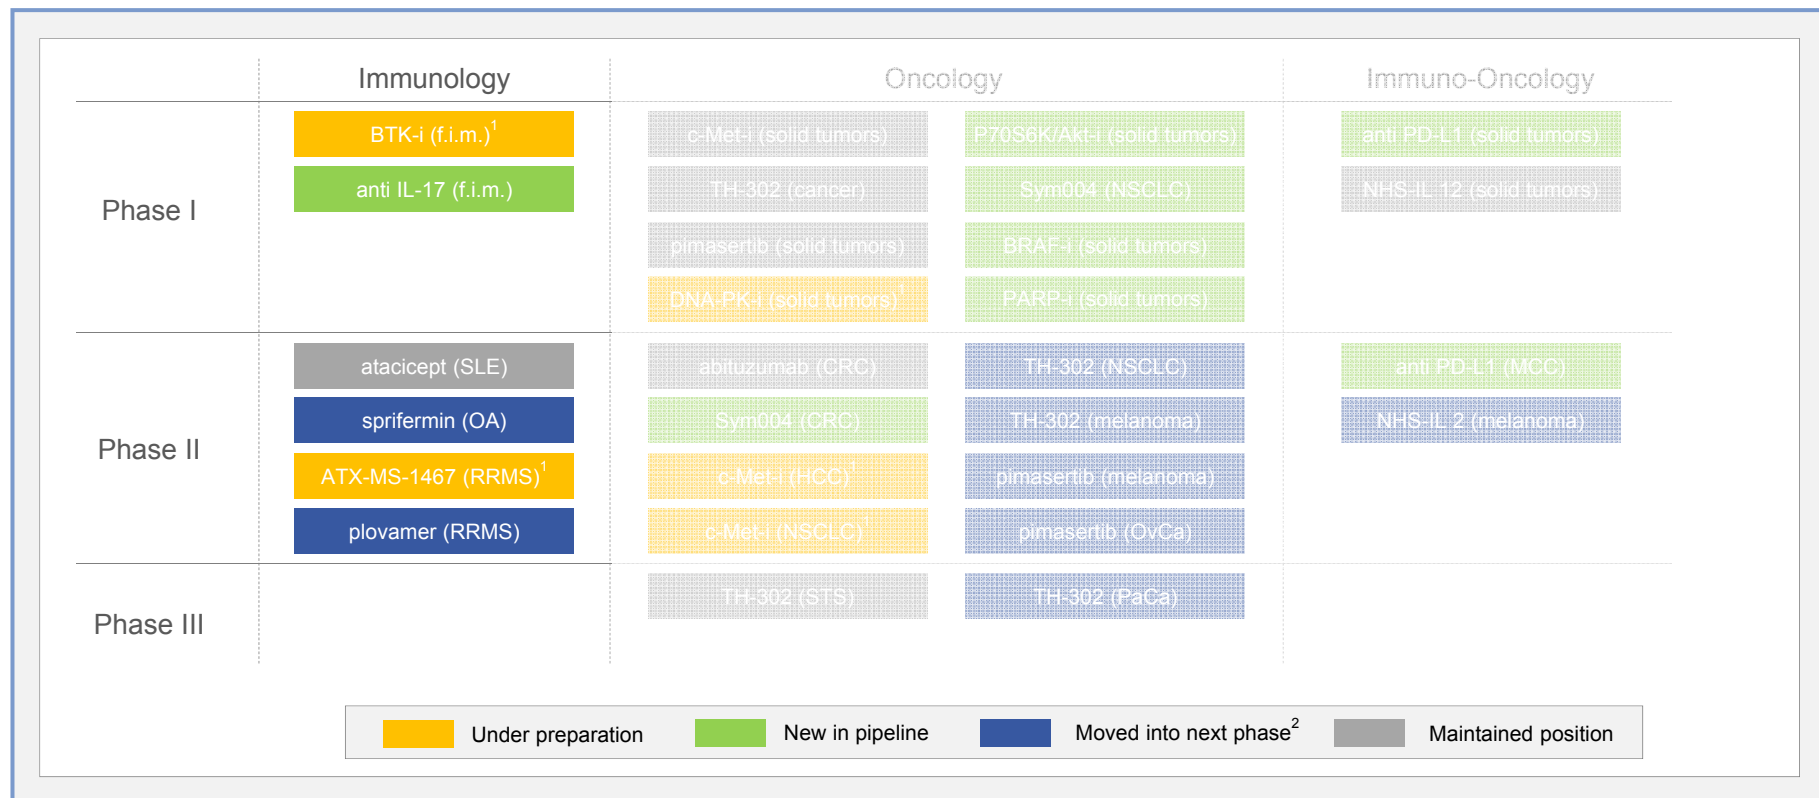 Immunology
Oncology
Immuno-Oncology
Phase I
BTK-i (f.i.m.)1
anti IL-17 (f.i.m.)
c-Met-i (solid tumors)
TH-302 (cancer)
pimasertib (solid tumors)
DNA-PK-i (solid tumors)1
P70S6K/Akt-i (solid tumors)
Sym004 (NSCLC)
BRAF-i (solid tumors)
PARP-i (solid tumors)
anti PD-L1 (solid tumors)
NHS-IL 12 (solid tumors)
Phase II
atacicept (SLE)
sprifermin (OA)
ATX-MS-1467 (RRMS)1
plovamer (RRMS)
abituzumab (CRC)
Sym004 (CRC)
c-Met-i (HCC)1
c-Met-i (NSCLC)1
TH-302 (NSCLC)
TH-302 (melanoma)
pimasertib (melanoma)
pimasertib (OvCa)
anti PD-L1 (MCC)
NHS-IL 2 (melanoma)
Phase III
TH-302 (STS)
TH-302 (PaCa)
Under preparation
New in pipeline
Moved into next phase2
Maintained position